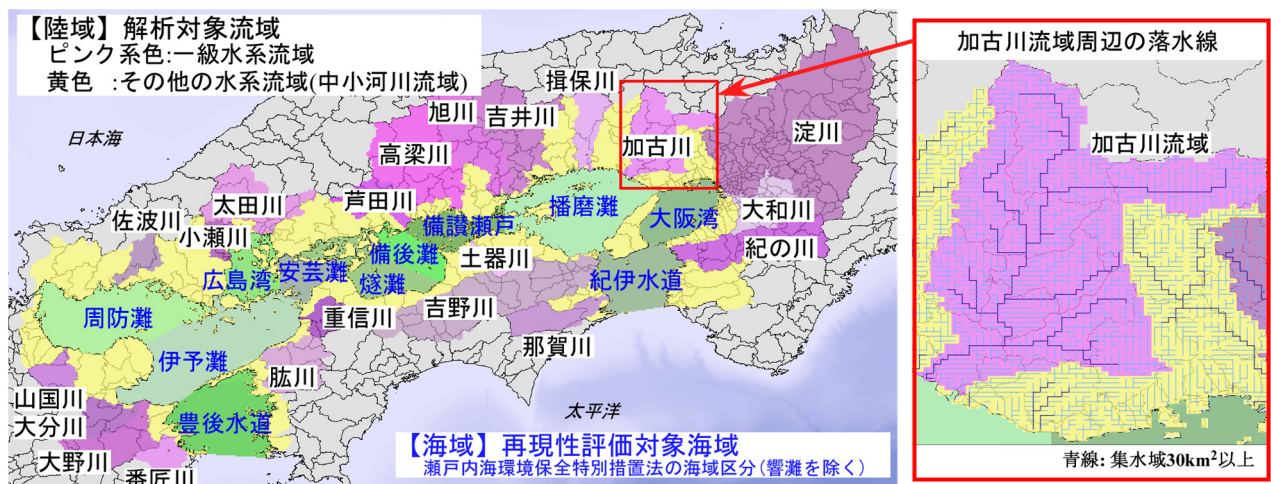 【陸域】解析対象流域
ピンク系色:一級水系流域
黄色 :その他の水系流域(中小河川流域)
加古川流域周辺の落水線
揖保川
旭川
吉井川
日本海
加古川
淀川
高梁川
加古川流域
太田川
芦田川
播磨灘
佐波川
備讃瀬戸
大阪湾
大和川
小瀬川
備後灘
土器川
紀の川
広島湾
安芸灘
燧灘
紀伊水道
周防灘
重信川
吉野川
伊予灘
那賀川
肱川
山国川
大分川
豊後水道
太平洋
大野川
【海域】再現性評価対象海域
瀬戸内海環境保全特別措置法の海域区分(響灘を除く)
番匠川
青線: 集水域30km²以上